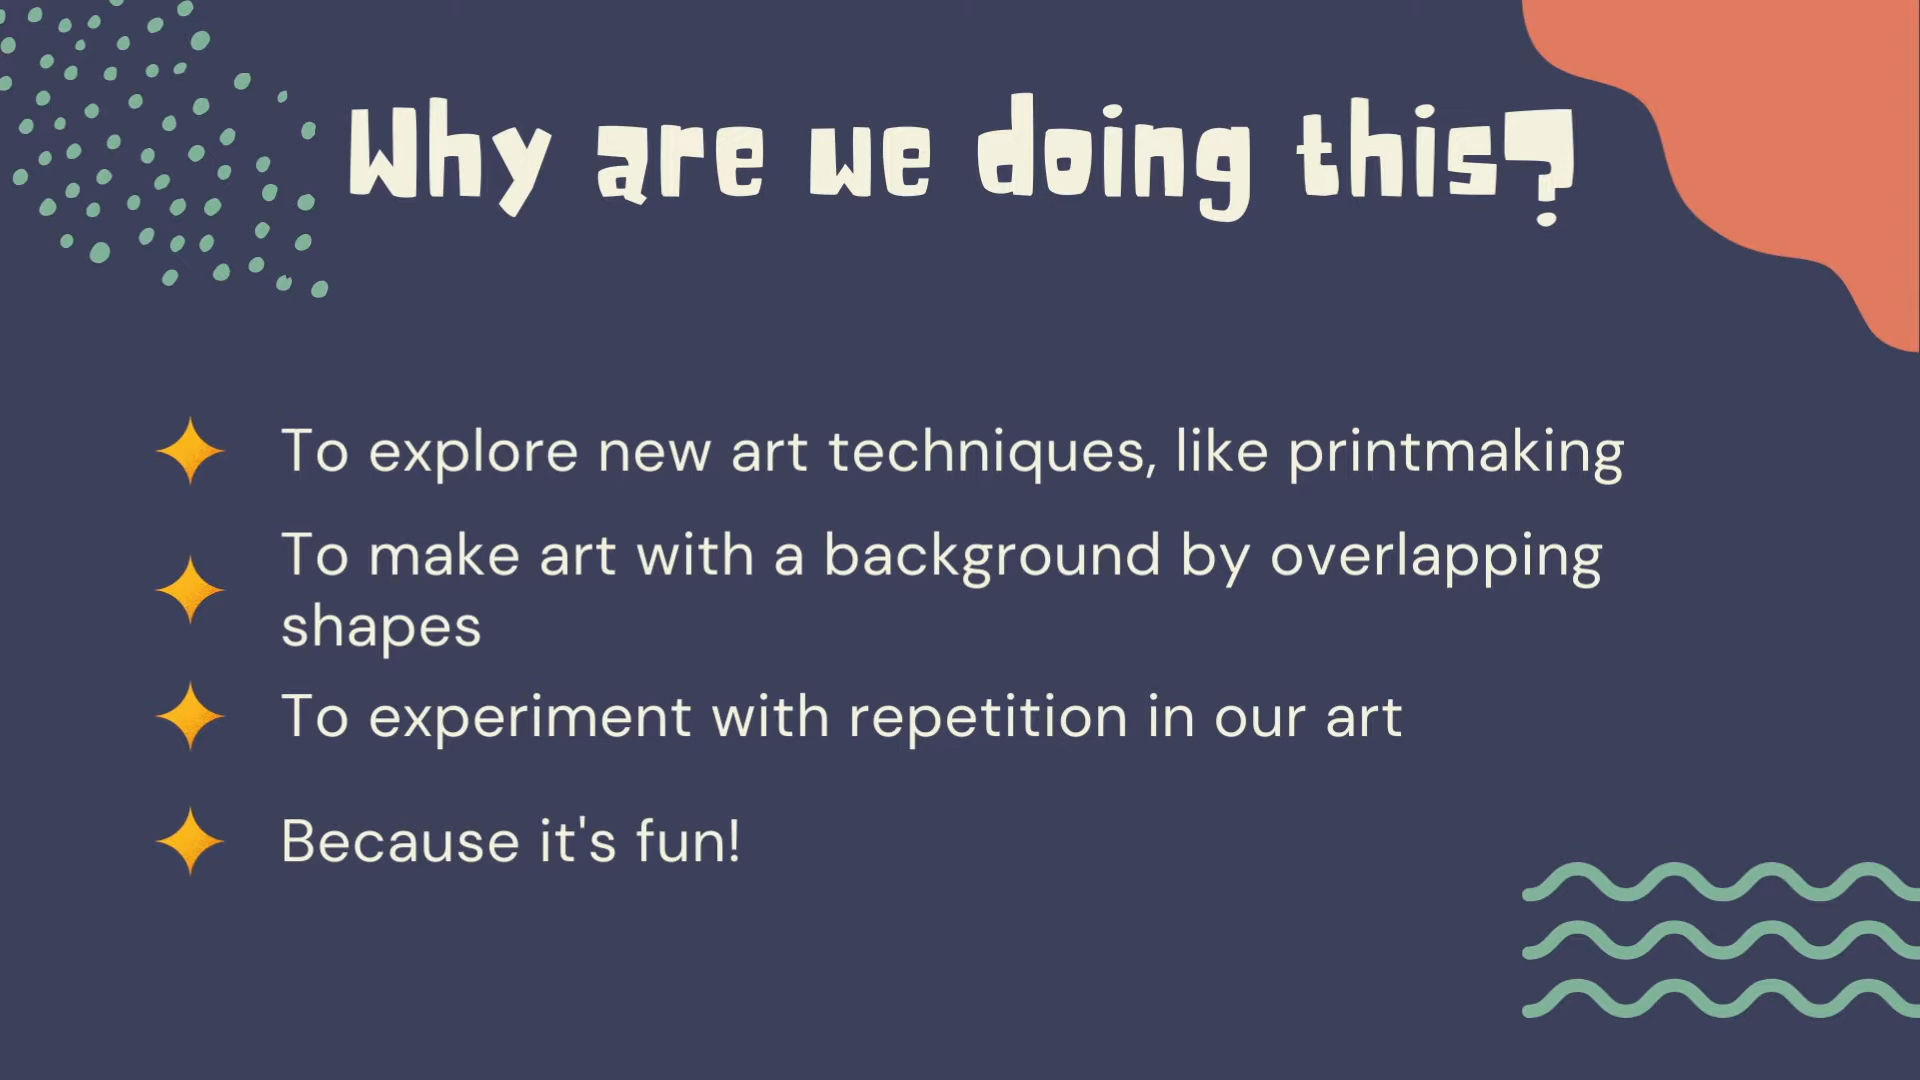 Why are we doing this?
To explore new art techniques, like printmaking
To make art with a background by overlapping
shapes
To experiment with repetition in our art
Because it's fun!